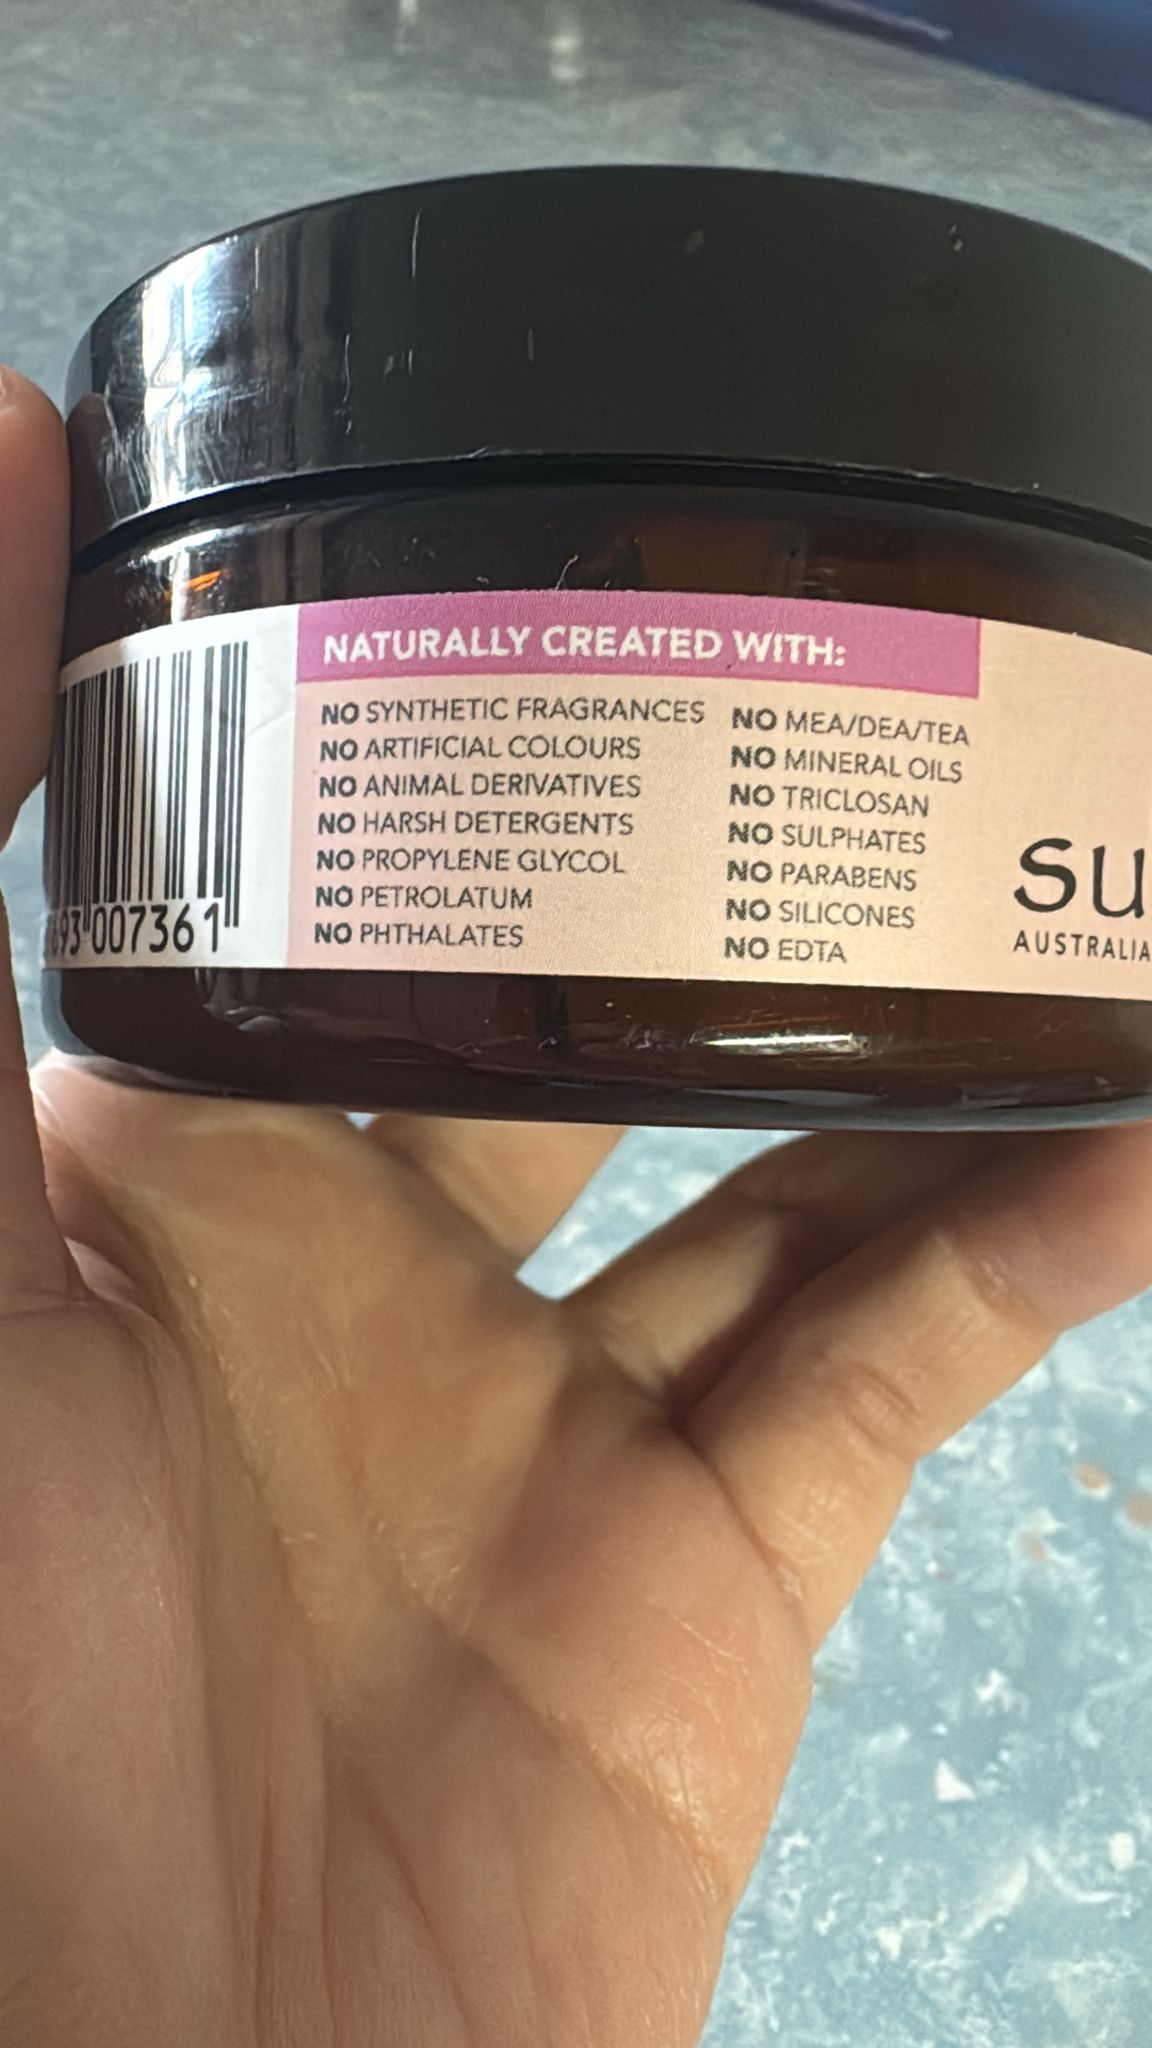 NATURALLY CREATED WITH:
NO SYNTHETIC FRAGRANCES
NO ARTIFICIAL COLOURS
NO ANIMAL DERIVATIVES
NO HARSH DETERGENTS
NO PROPYLENE GLYCOL
NO PETROLATUM
NO PHTHALATES
NO MEA/DEA/TEA
NO MINERAL OILS
NO TRICLOSAN
NO SULPHATES
NO PARABENS
NO SILICONES
NO EDTA
693 007361
su
AUSTRALIA